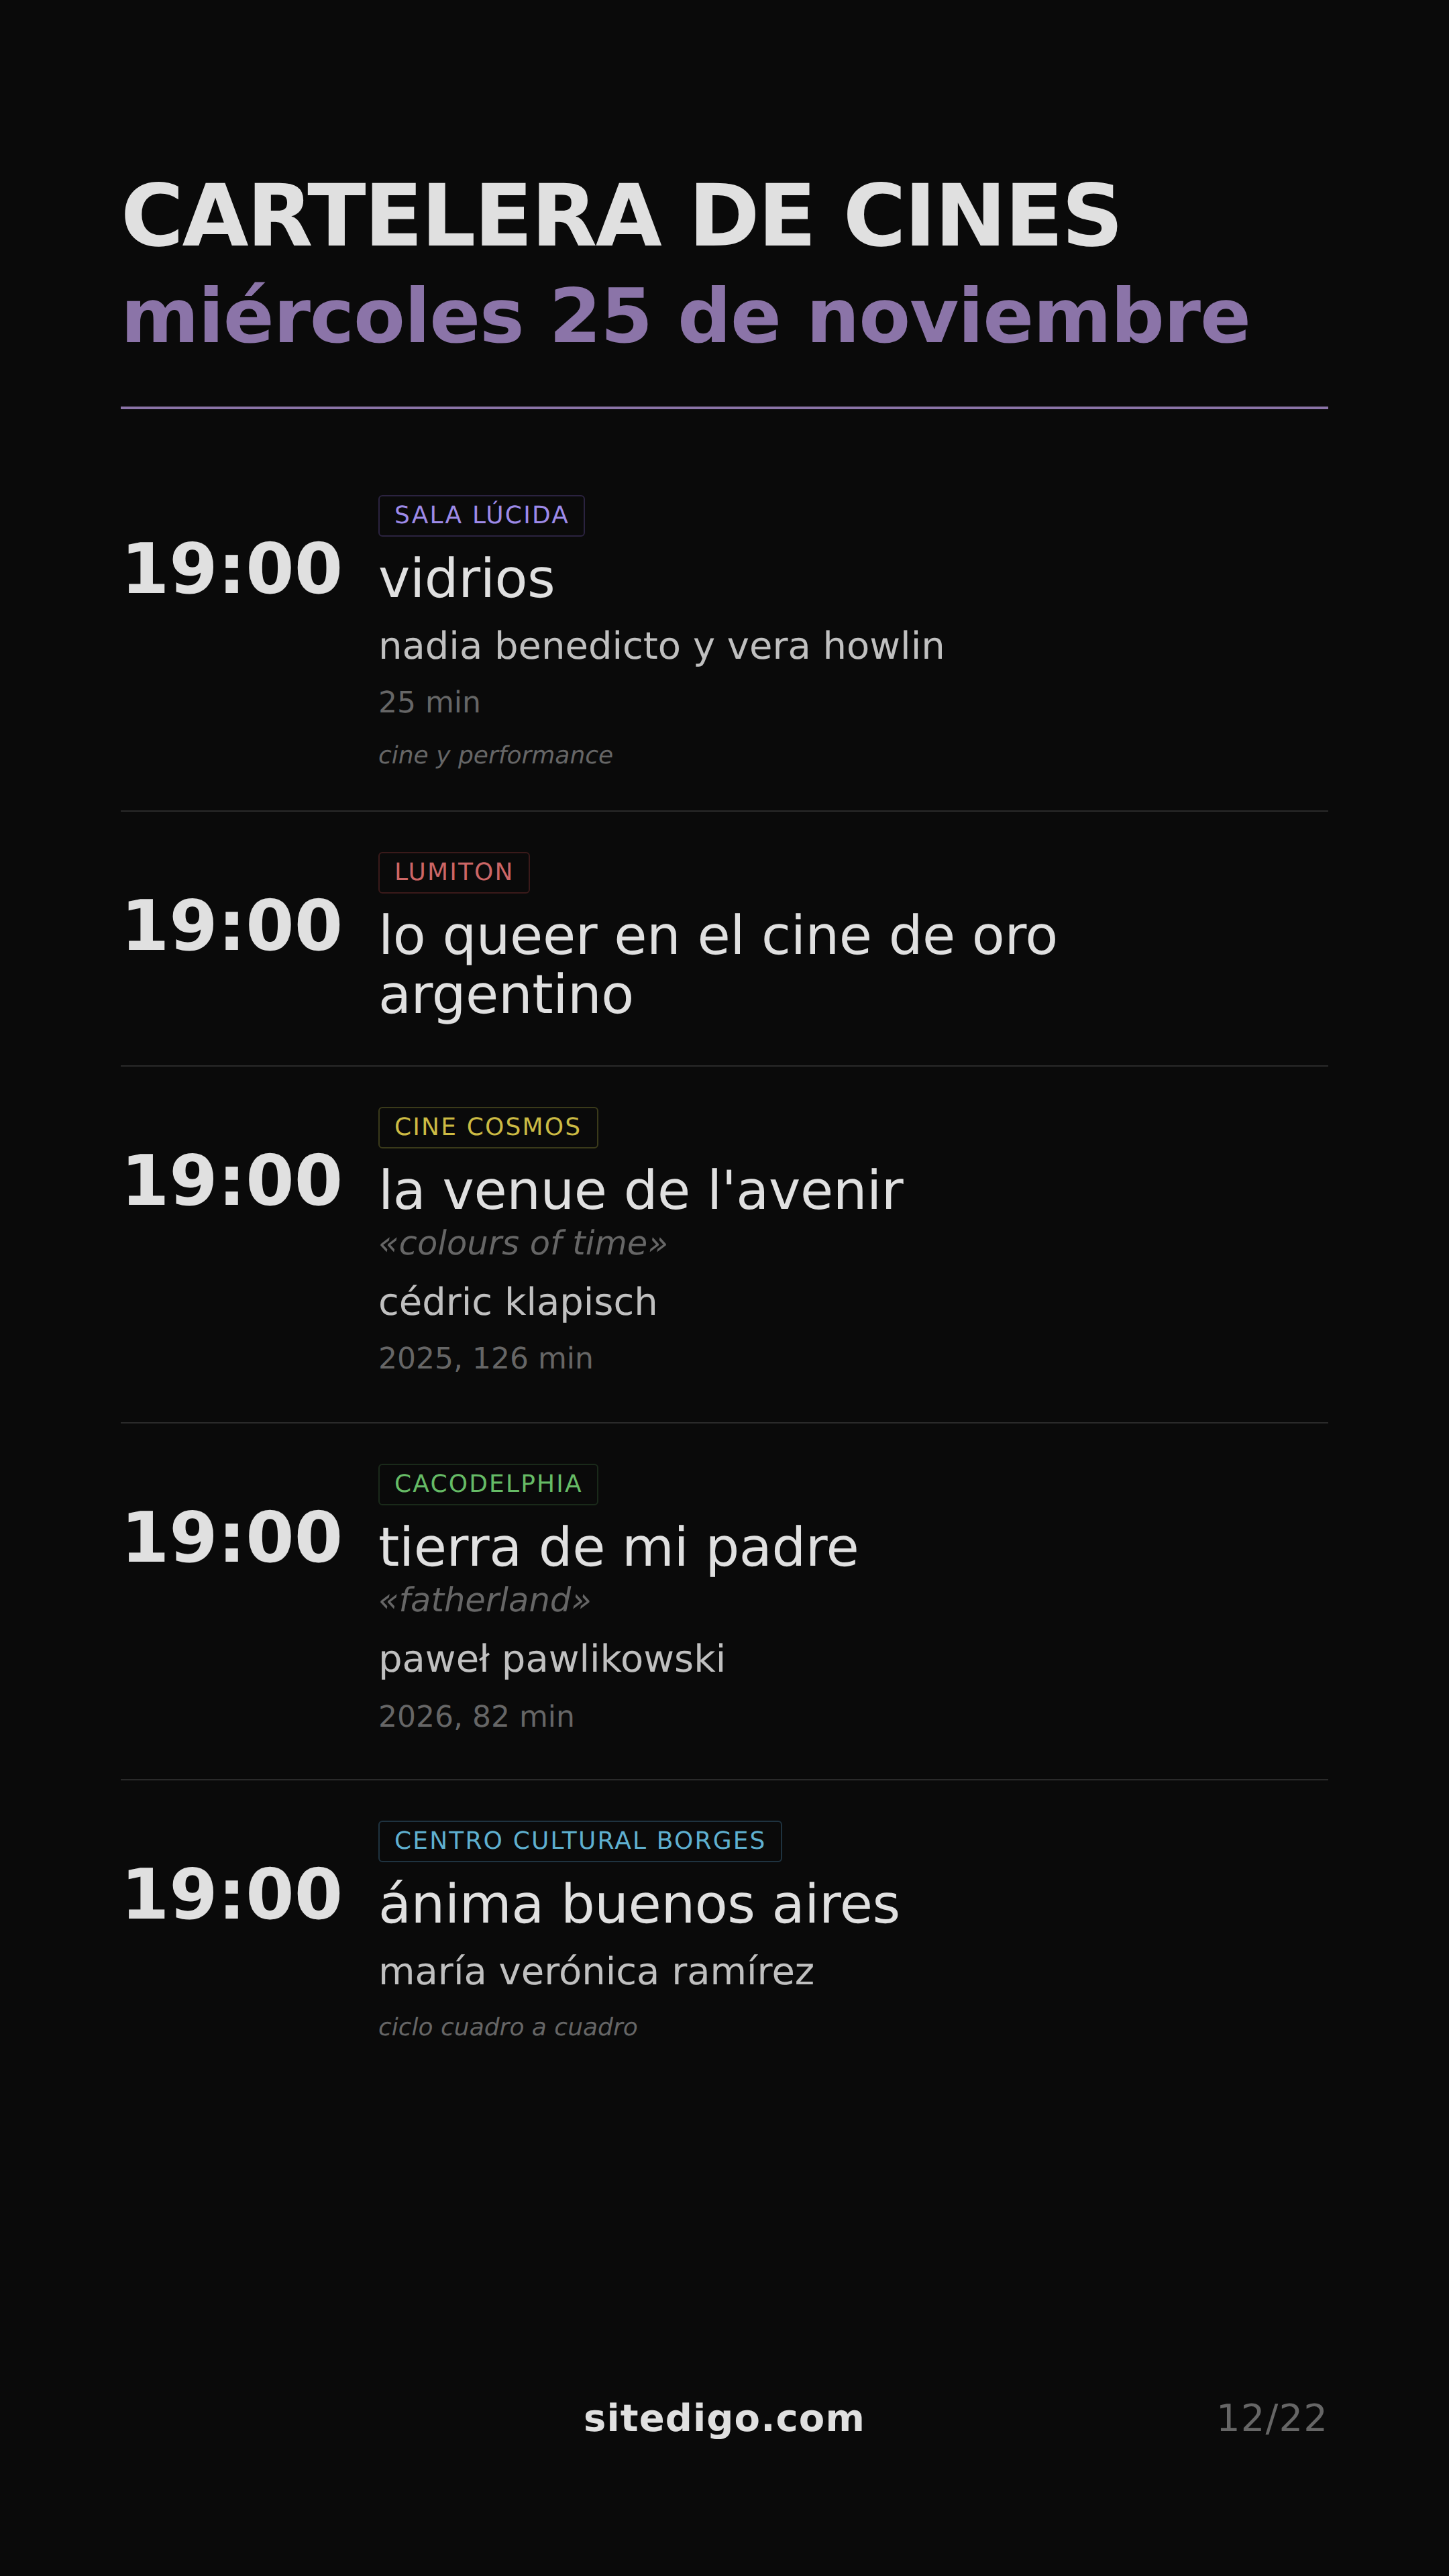 CARTELERA DE CINES
miércoles 25 de noviembre
SALA LÚCIDA
19:00
vidrios
nadia benedicto y vera howlin
25 min
cine y performance
LUMITON
19:00
lo queer en el cine de oro
argentino
CINE COSMOS
19:00
la venue de l'avenir
«colours of time»
cédric klapisch
2025, 126 min
CACODELPHIA
19:00
tierra de mi padre
«fatherland»
paweł pawlikowski
2026, 82 min
CENTRO CULTURAL BORGES
19:00
ánima buenos aires
maría verónica ramírez
ciclo cuadro a cuadro
sitedigo.com
12/22